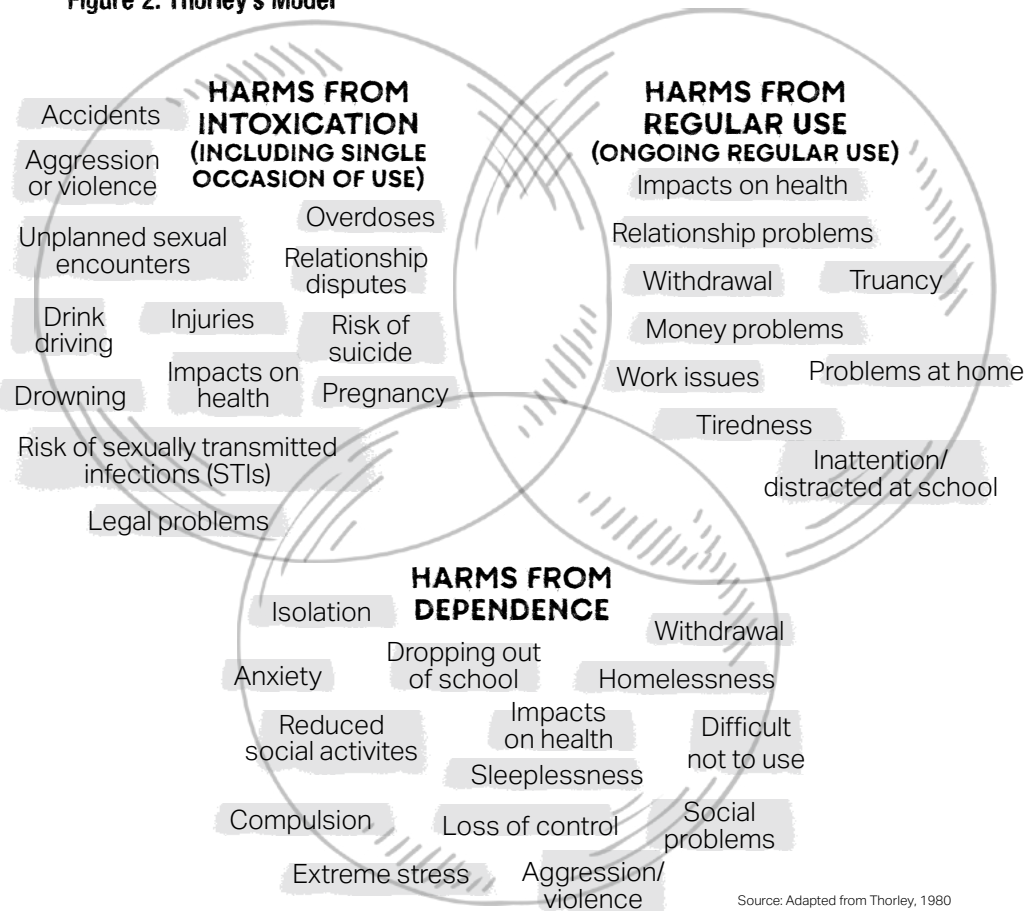 Figure 2. Thorley's Model
HARMS FROM
INTOXICATION
(INCLUDING SINGLE
OCCASION OF USE)
Accidents
Aggression
or violence
Overdoses
Unplanned sexual
encounters
Relationship
disputes
Drink
driving
Injuries
Risk of
suicide
Impacts on
health
Drowning
Pregnancy
Risk of sexually transmitted
infections (STIs)
Legal problems
HARMS FROM
REGULAR USE
(ONGOING REGULAR USE)
Impacts on health
Relationship problems
Withdrawal
Truancy
Money problems
Work issues
Problems at home
Tiredness
Inattention/
distracted at school
HARMS FROM
DEPENDENCE
Isolation
Withdrawal
Dropping out
of school
Anxiety
Homelessness
Reduced
social activites
Impacts
on health
Difficult
not to use
Sleeplessness
Compulsion
Loss of control
Social
problems
Extreme stress
Aggression/
violence
Source: Adapted from Thorley, 1980